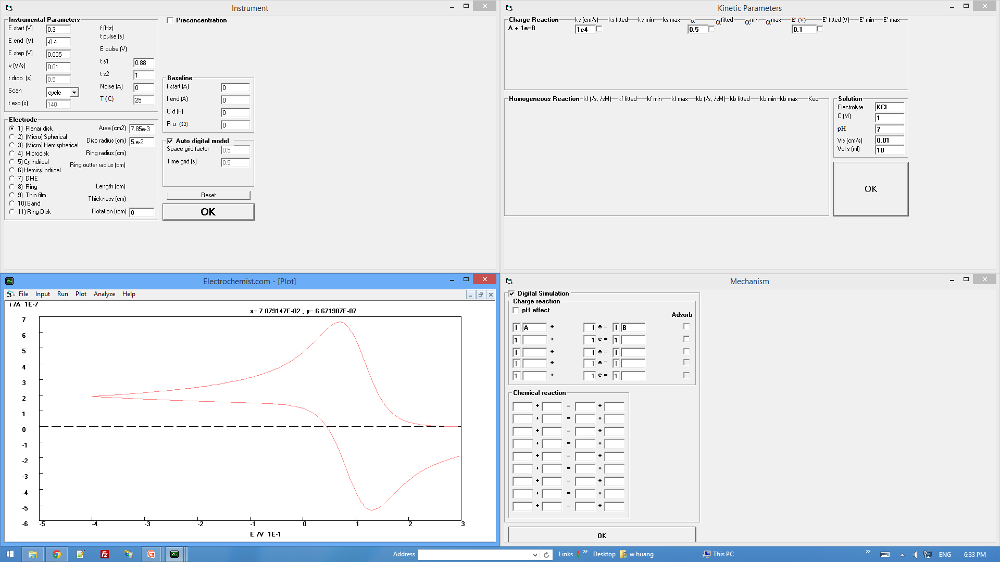 Instrument
Instrumental Parameters
E start (V) 0.3
E end (V) -0.4
E step (V) 0.005
v (V/s) 0.01
t drop (s) 0.5
Scan cycle
t exp (s) 140
f (Hz)
t pulse (s)
E pulse (V)
t s1 0.88
t s2 1
Noise (A) 0
T ( C) 25
Preconcentration
Electrode
1) Planar disk
2) (Micro) Spherical
3) (Micro) Hemispherical
4) Microdisk
5) Cylindrical
6) Hemicylindrical
7) DME
8) Ring
9) Thin film
10) Band
11) Ring-Disk
Area (cm2) 7.85e-3
Disc radius (cm) 5.e-2
Ring radius (cm)
Ring outter radius (cm)
Length (cm)
Thickness (cm)
Rotation (rpm) 0
Baseline
I start (A) 0
I end (A) 0
C d (F) 0
R u (Ω) 0
Auto digital model
Space grid factor 0.5
Time grid (s) 0.5
Reset
OK
Kinetic Parameters
Charge Reaction ks (cm/s) ks fitted ks min ks max α α fitted α min α max E' (V) E' fitted (V) E' min E' max
A + 1e=B 1e4 0.5 0.1
Homogeneous Reaction kf (/s, /sM) kf fitted kf min kf max kb (/s, /sM) kb fitted kb min kb max Keq
Solution
Electrolyte KCl
C (M) 1
pH 7
Vis (cm/s) 0.01
Vol s (ml) 10
OK
Electrochemist.com - [Plot]
File Input Run Plot Analyze Help
i /A 1E-7
x= 7.079147E-02 , y= 6.671987E-07
7
6
5
4
3
2
1
0
-1
-2
-3
-4
-5
-6
-5 -4 -3 -2 -1 0 1 2 3
E /V 1E-1
Mechanism
Digital Simulation
Charge reaction
pH effect
Adsorb
1 A + 1 e = 1 B
1 + 1 e = 1
1 + 1 e = 1
1 + 1 e = 1
1 + 1 e = 1
Chemical reaction
+ = +
+ = +
+ = +
+ = +
+ = +
+ = +
+ = +
+ = +
+ = +
OK
Address Links » Desktop w huang This PC » ENG 6:33 PM